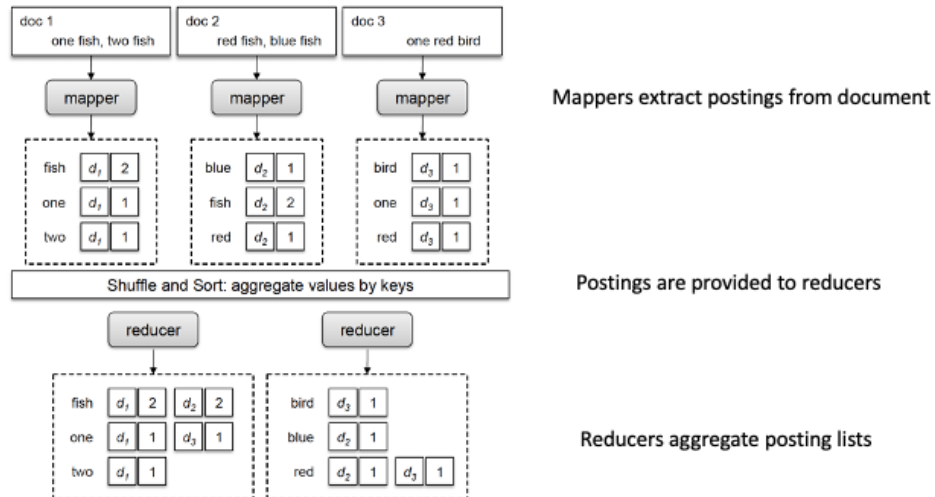 doc 1
one fish, two fish
doc 2
red fish, blue fish
doc 3
one red bird
mapper
mapper
mapper
Mappers extract postings from document
fish d1 2
one d1 1
two d1 1
blue d2 1
fish d2 2
red d2 1
bird d3 1
one d3 1
red d3 1
Shuffle and Sort: aggregate values by keys
Postings are provided to reducers
reducer
reducer
fish d1 2 d2 2
one d1 1 d3 1
two d1 1
bird d3 1
blue d2 1
red d2 1 d3 1
Reducers aggregate posting lists